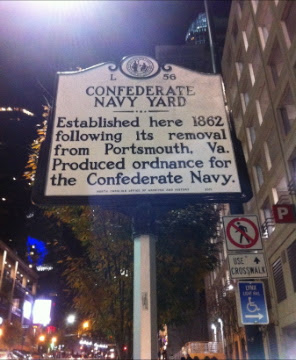 L 56
CONFEDERATE
NAVY YARD
Established here 1862
following its removal
from Portsmouth, Va.
Produced ordnance for
the Confederate Navy.
P
USE
CROSSWALK